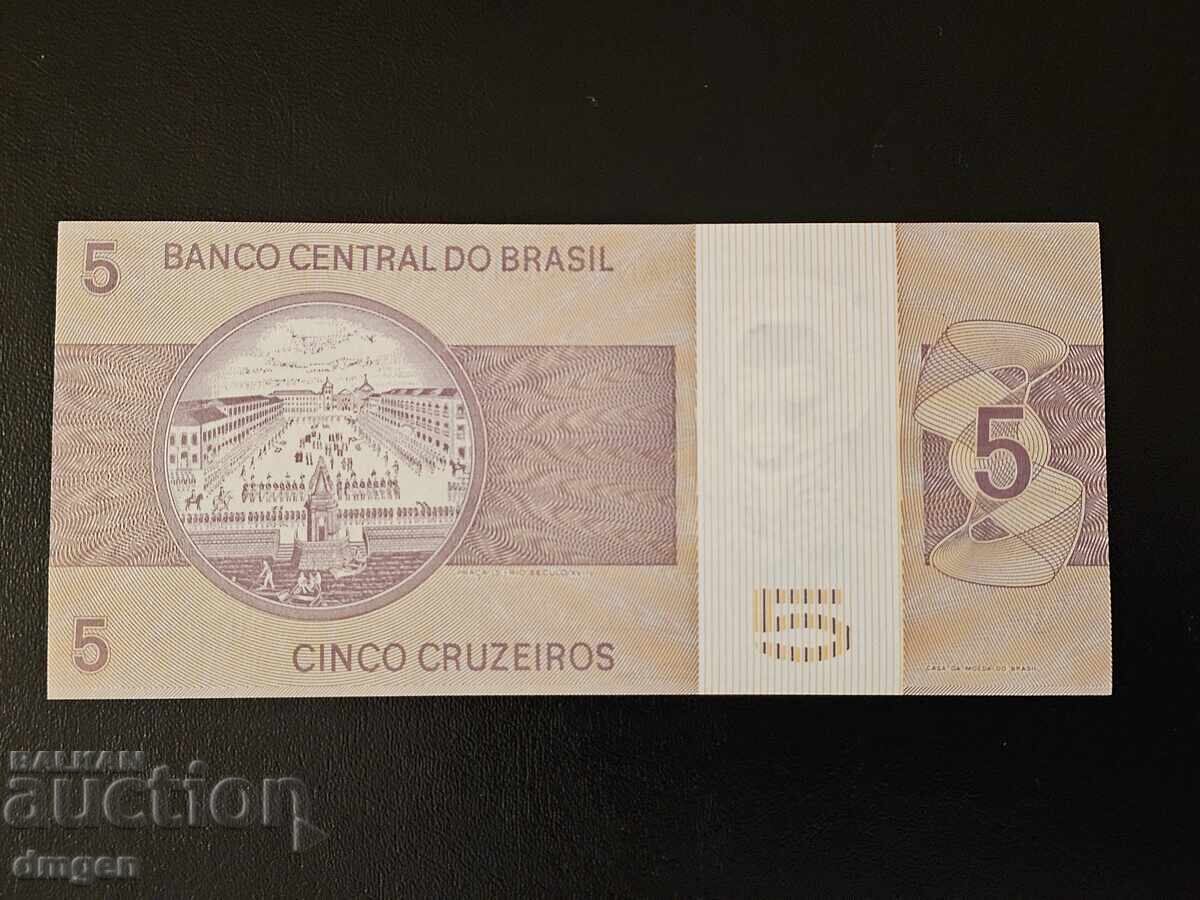 5 BANCO CENTRAL DO BRASIL
5
5
5 CINCO CRUZEIROS
CASA DA MOEDA DO BRASIL
BALKAN
auction
dmgen